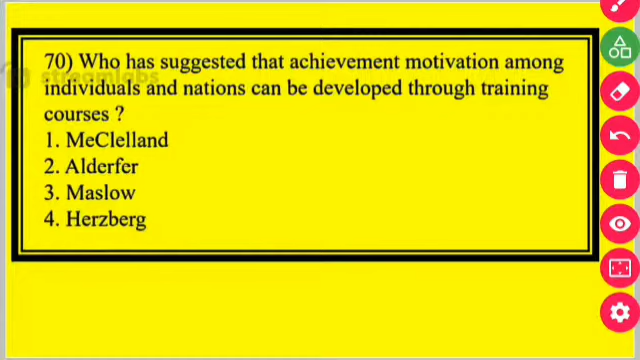 70) Who has suggested that achievement motivation among
streamlabs
individuals and nations can be developed through training
courses ?
1. MeClelland
2. Alderfer
3. Maslow
4. Herzberg